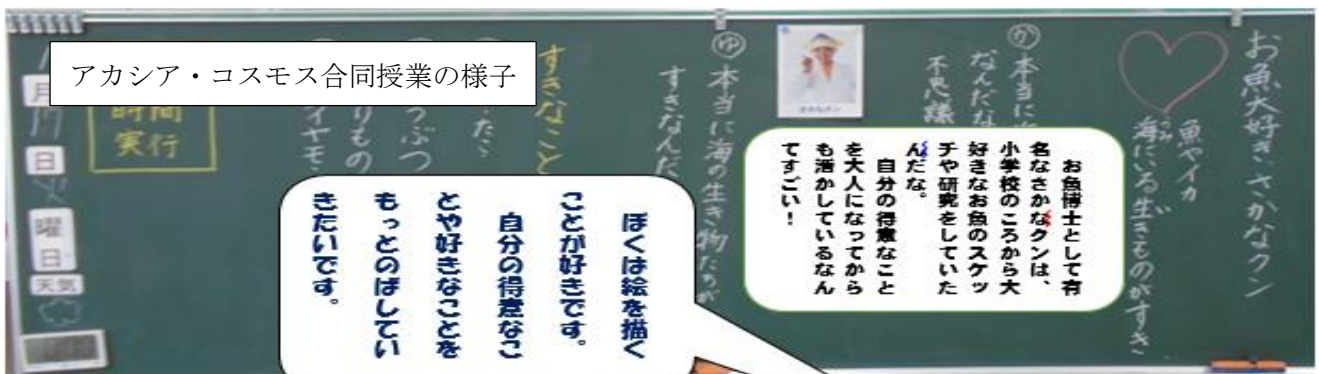 アカシア・コスモス合同授業の様子
お魚大好き、さかなクン
魚やイカ
海にいる生きものがすき
か 本当に
なんだな
不思議
お魚博士として有
名なさかなクンは、
小学校のころから大
好きなお魚のスケッ
チや研究をしていた
んだな。
自分の得意なこと
を大人になってから
も活かしているなん
てすごい！
ゆ 本当に海の生き物たちが
すきなんだ
ぼくは絵を描く
ことが好きです。
自分の得意なこ
とや好きなことを
もっとのばしてい
きたいです。
すきなこと
時間
実行
月
日
曜
日
天気